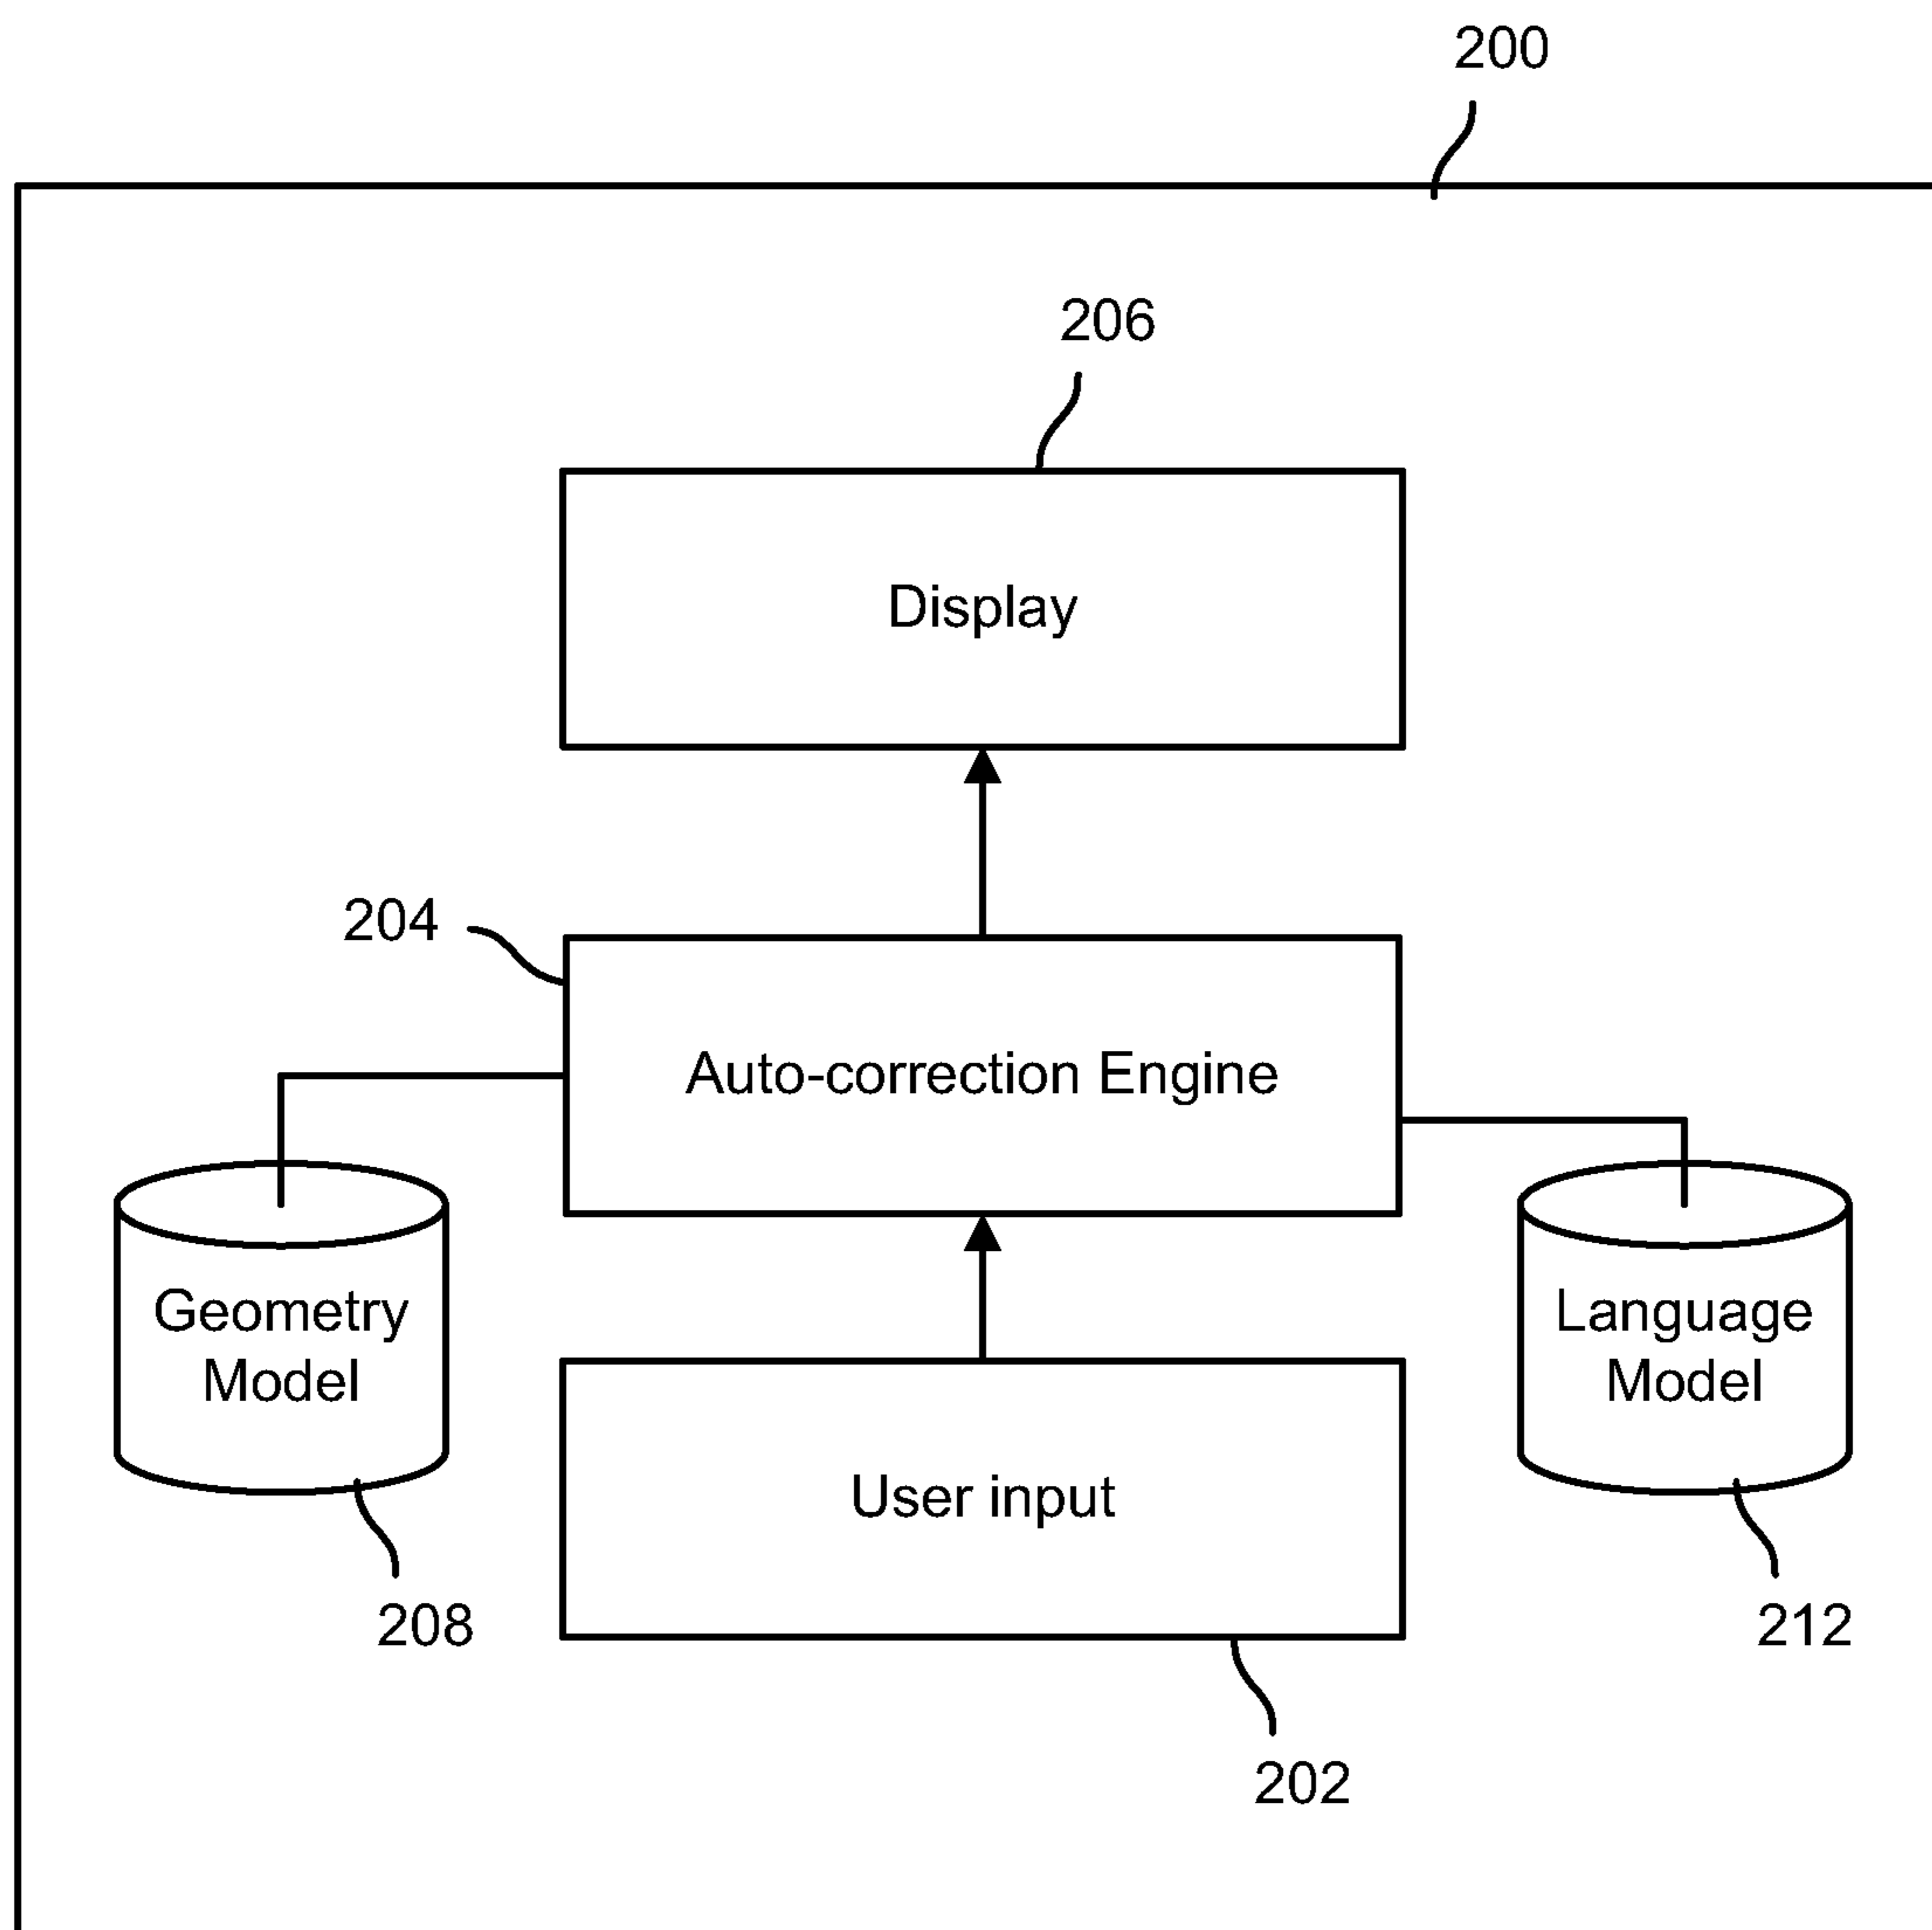 200
206
Display
204
Auto-correction Engine
Geometry
Model
Language
Model
User input
208
212
202